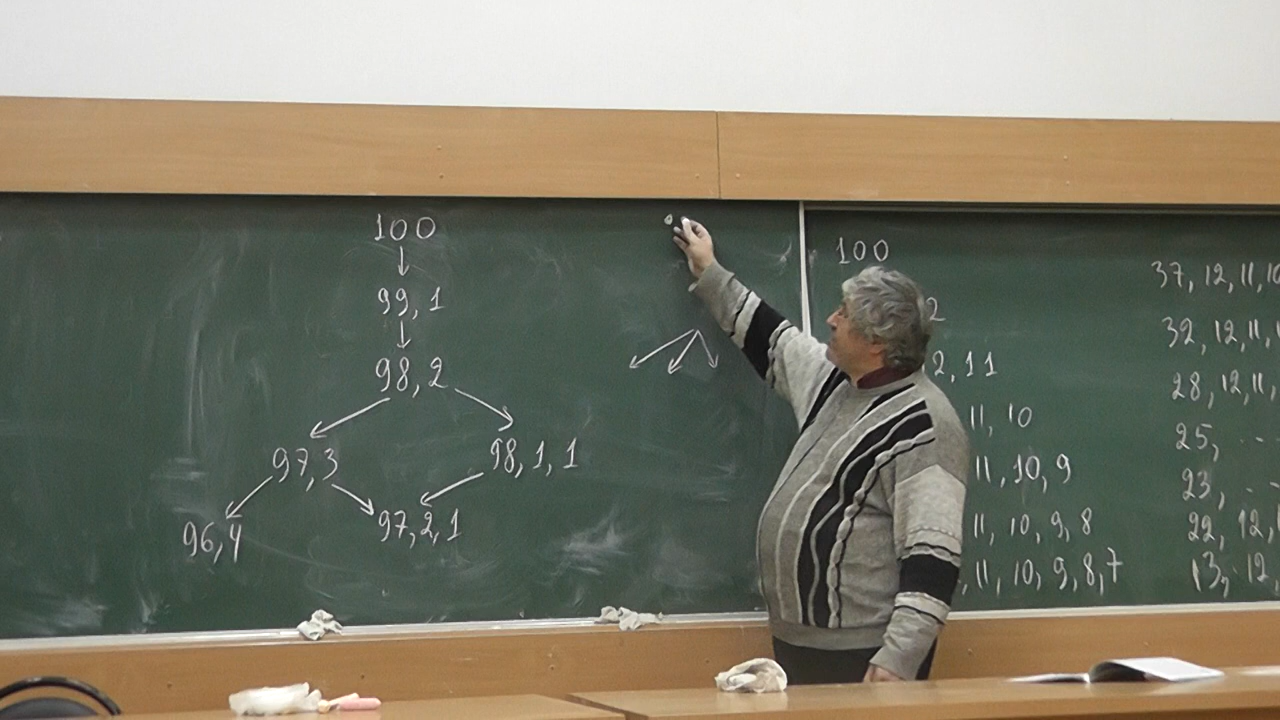 100
99, 1
98, 2
97, 3
98, 1, 1
96, 4
97, 2, 1
100
2
2, 11
11, 10
11, 10, 9
11, 10, 9, 8
, 11, 10, 9, 8, 7
37, 12, 11, 10
32, 12, 11, 1
28, 12, 11,
25, - -
23, - -
22, 12,
13, 12